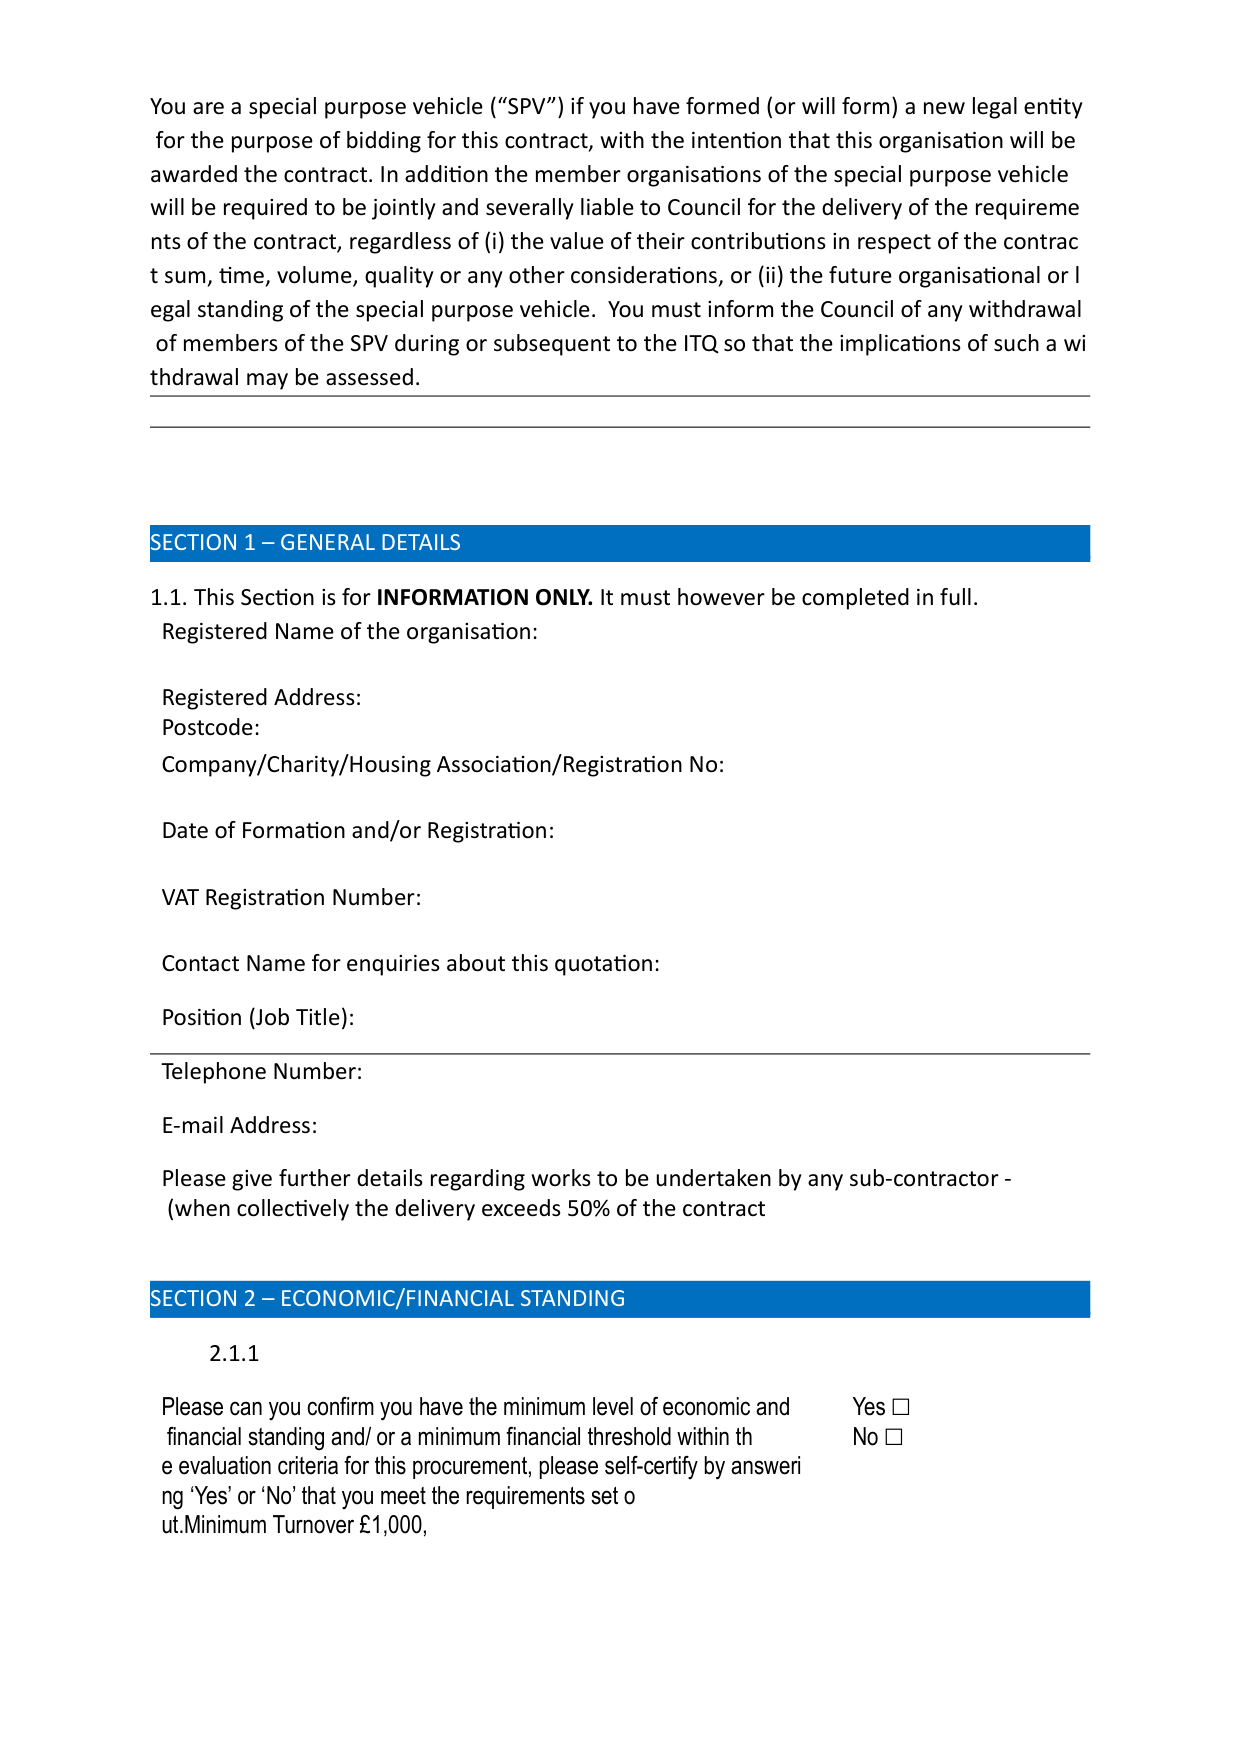 You are a special purpose vehicle (“SPV”) if you have formed (or will form) a new legal entity
for the purpose of bidding for this contract, with the intention that this organisation will be
awarded the contract. In addition the member organisations of the special purpose vehicle
will be required to be jointly and severally liable to Council for the delivery of the requireme
nts of the contract, regardless of (i) the value of their contributions in respect of the contrac
t sum, time, volume, quality or any other considerations, or (ii) the future organisational or l
egal standing of the special purpose vehicle.  You must inform the Council of any withdrawal
of members of the SPV during or subsequent to the ITQ so that the implications of such a wi
thdrawal may be assessed.
SECTION 1 – GENERAL DETAILS
1.1. This Section is for INFORMATION ONLY. It must however be completed in full.
Registered Name of the organisation:
Registered Address:
Postcode:
Company/Charity/Housing Association/Registration No:
Date of Formation and/or Registration:
VAT Registration Number:
Contact Name for enquiries about this quotation:
Position (Job Title):
Telephone Number:
E-mail Address:
Please give further details regarding works to be undertaken by any sub-contractor -
(when collectively the delivery exceeds 50% of the contract
SECTION 2 – ECONOMIC/FINANCIAL STANDING
2.1.1
Please can you confirm you have the minimum level of economic and
financial standing and/ or a minimum financial threshold within th
e evaluation criteria for this procurement, please self-certify by answeri
ng ‘Yes’ or ‘No’ that you meet the requirements set o
ut.Minimum Turnover £1,000,
Yes ☐
No ☐